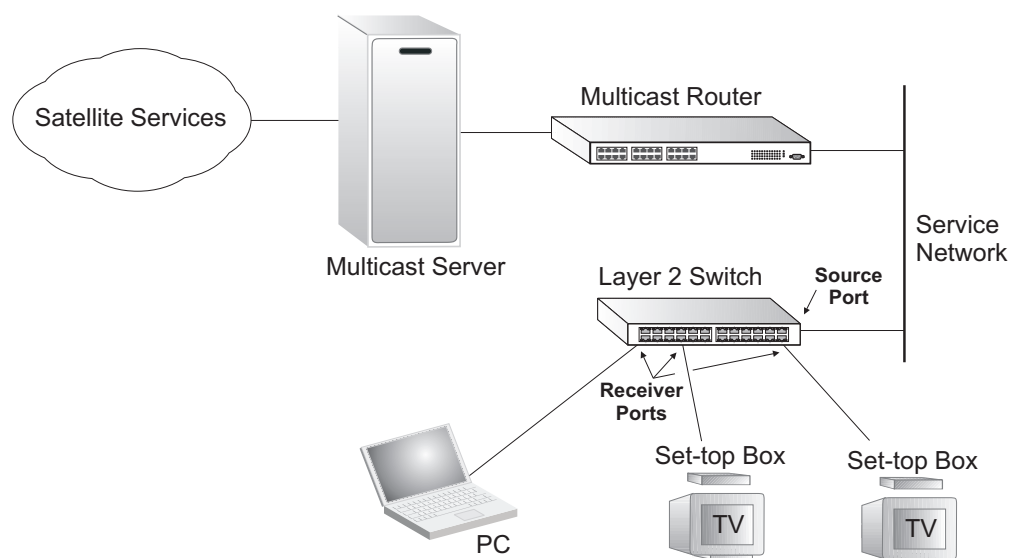 Satellite Services
Multicast Server
Multicast Router
Service
Network
Layer 2 Switch
Source
Port
Receiver
Ports
PC
Set-top Box
TV
Set-top Box
TV